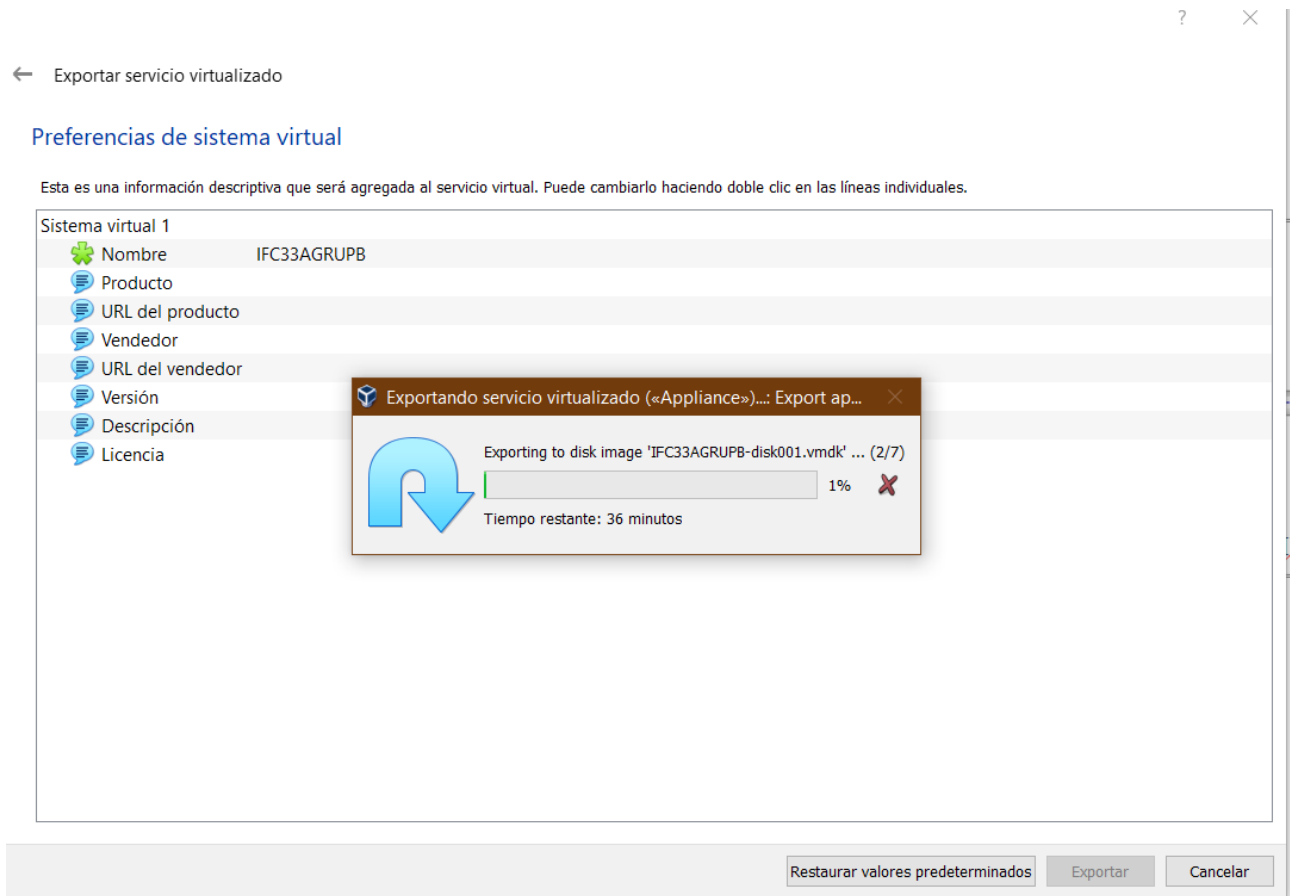 ?
Exportar servicio virtualizado
Preferencias de sistema virtual
Esta es una información descriptiva que será agregada al servicio virtual. Puede cambiarlo haciendo doble clic en las líneas individuales.
Sistema virtual 1
Nombre IFC33AGRUPB
Producto
URL del producto
Vendedor
URL del vendedor
Versión
Descripción
Licencia
Exportando servicio virtualizado («Appliance»)...: Export ap...
Exporting to disk image 'IFC33AGRUPB-disk001.vmdk' ... (2/7)
1%
Tiempo restante: 36 minutos
Restaurar valores predeterminados Exportar Cancelar